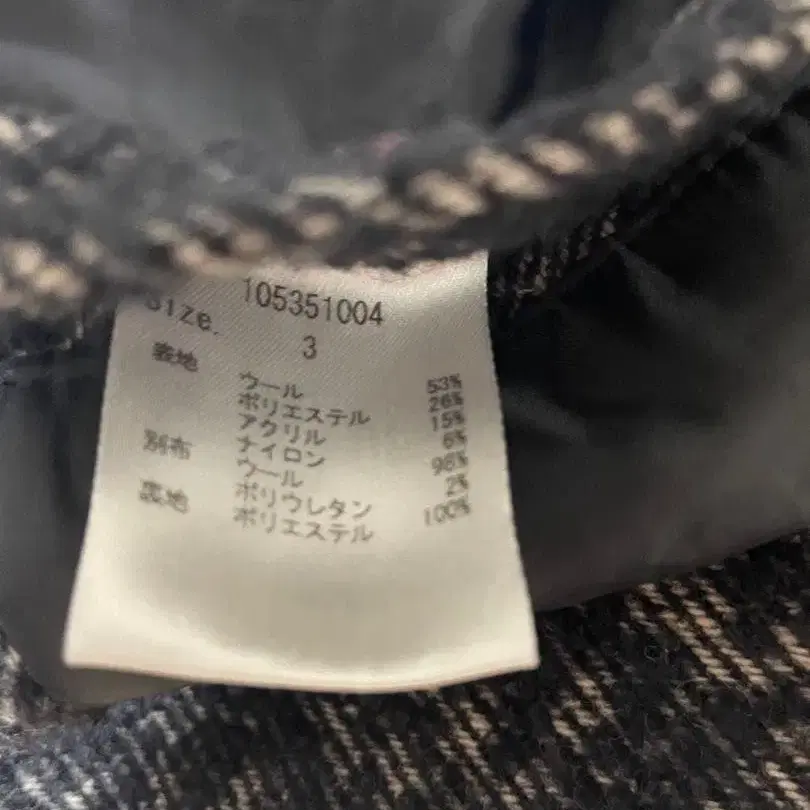 105351004
Size. 3
表地
ウール 53%
ポリエステル 26%
アクリル 15%
ナイロン 6%
別布
ウール 98%
ポリウレタン 2%
裏地
ポリエステル 100%